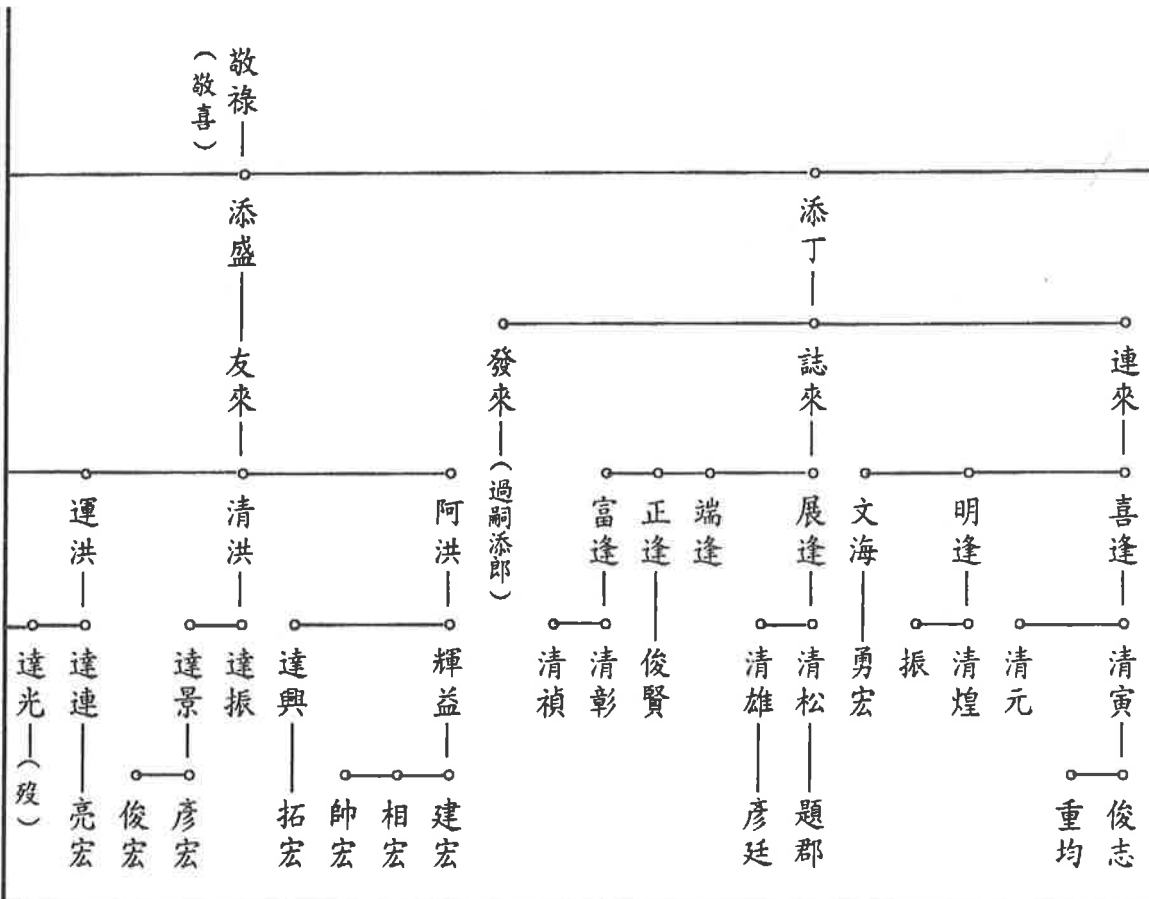 敬祿
（敬喜）
添丁
添盛
連來
誌來
發來（過嗣添郎）
友來
喜逢
明逢
文海
展逢
端逢
正逢
富逢
阿洪
清洪
運洪
清寅
清元
清煌
振
勇宏
清松
清雄
俊賢
清彰
清禎
輝益
達興
達振
達景
達連
達光（歿）
俊志
重均
題郡
彥廷
建宏
相宏
帥宏
拓宏
彥宏
俊宏
亮宏